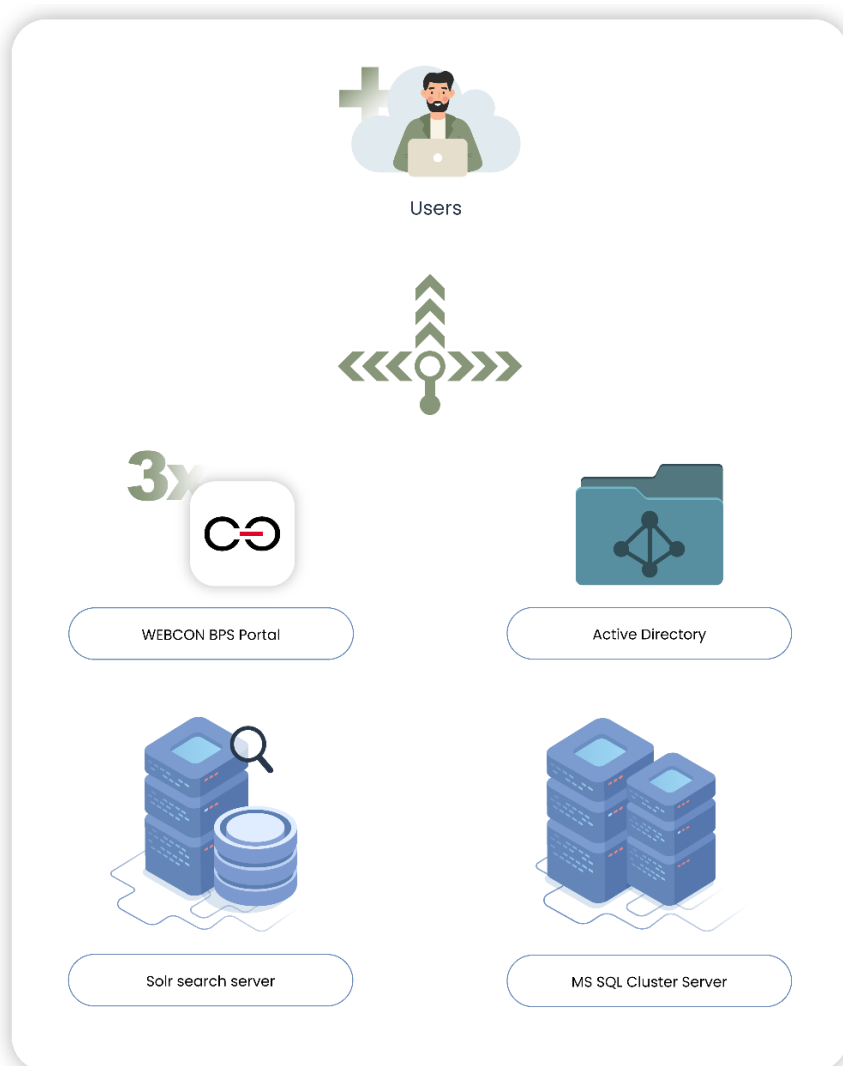 Users
3x
WEBCON BPS Portal
Active Directory
Solr search server
MS SQL Cluster Server